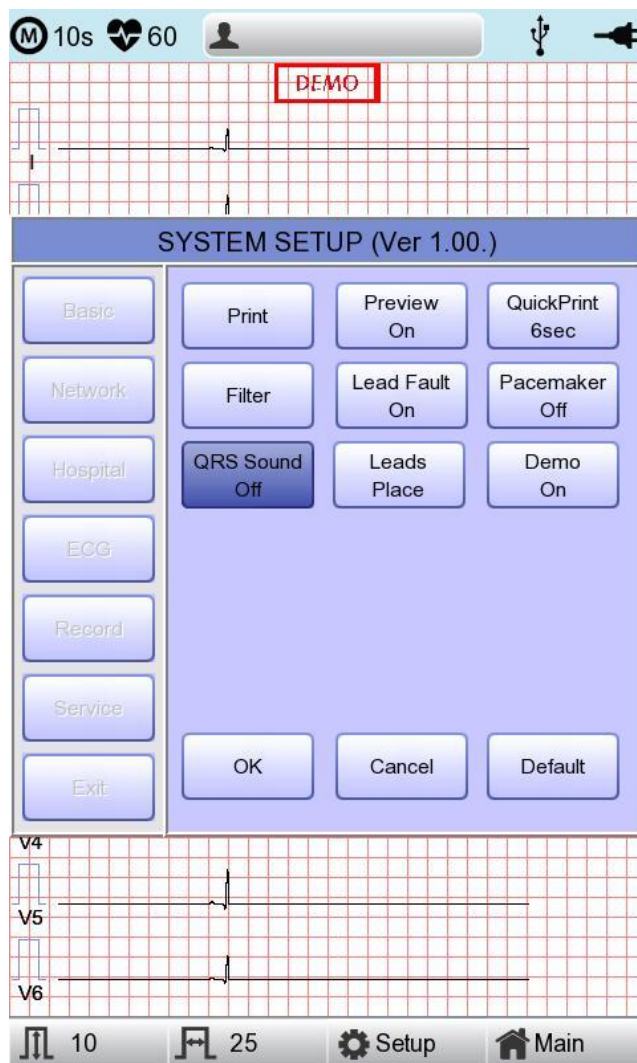 M 10s 60
DEMO
I
SYSTEM SETUP (Ver 1.00.)
Basic
Print
Preview
On
QuickPrint
6sec
Network
Filter
Lead Fault
On
Pacemaker
Off
Hospital
QRS Sound
Off
Leads
Place
Demo
On
ECG
Record
Service
Exit
OK
Cancel
Default
V4
V5
V6
10
25
Setup
Main